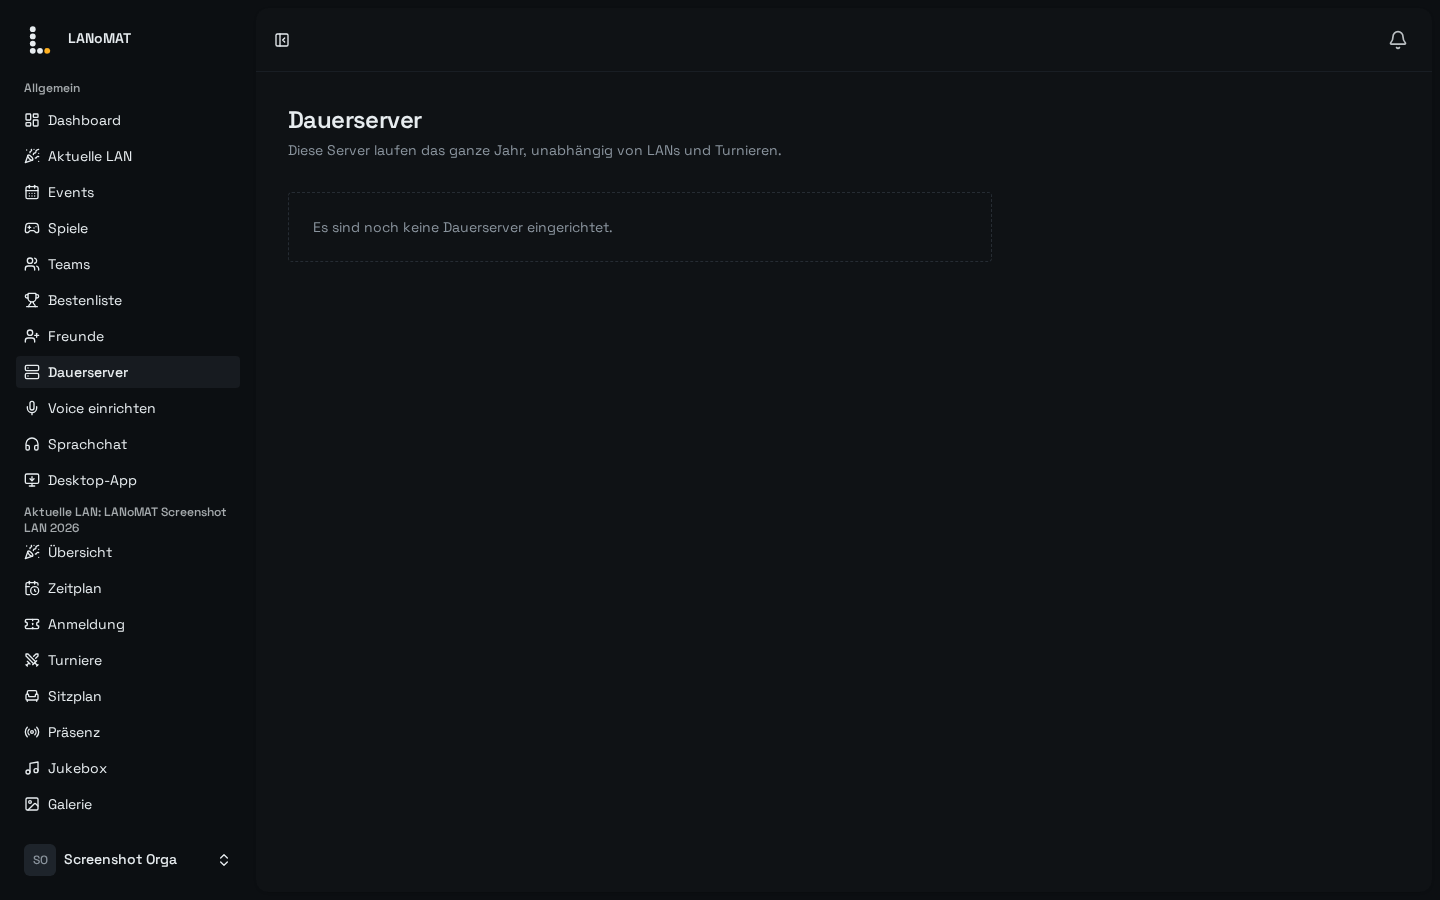 LANoMAT
Allgemein
Dashboard
Aktuelle LAN
Events
Spiele
Teams
Bestenliste
Freunde
Dauerserver
Voice einrichten
Sprachchat
Desktop-App
Aktuelle LAN: LANoMAT Screenshot
LAN 2026
Übersicht
Zeitplan
Anmeldung
Turniere
Sitzplan
Präsenz
Jukebox
Galerie
SO Screenshot Orga
Dauerserver
Diese Server laufen das ganze Jahr, unabhängig von LANs und Turnieren.
Es sind noch keine Dauerserver eingerichtet.